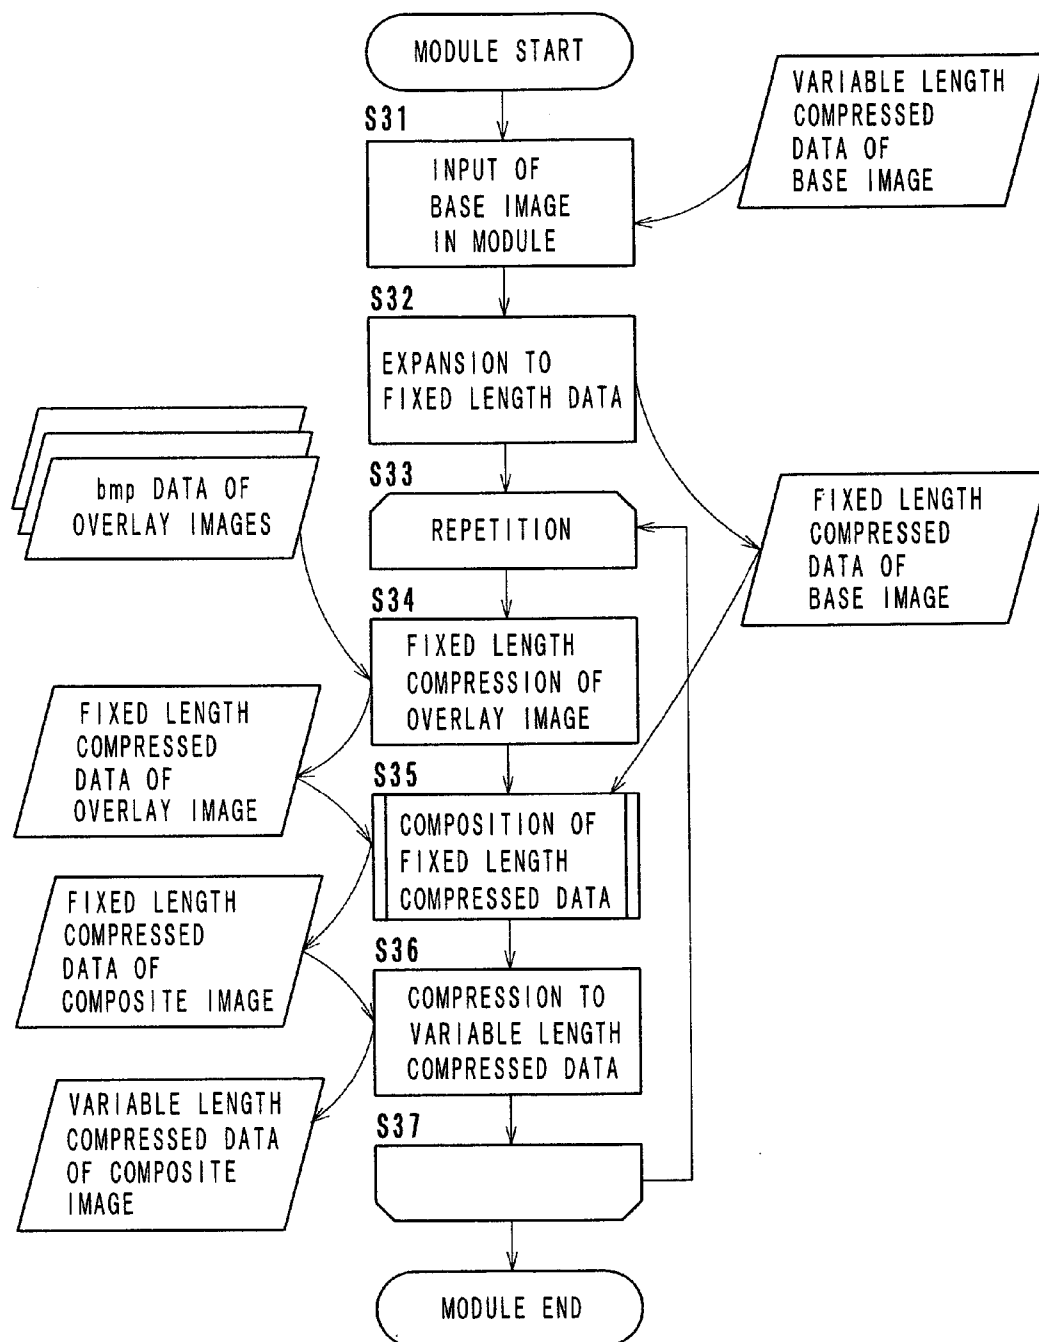 MODULE START
VARIABLE LENGTH
COMPRESSED
DATA OF
BASE IMAGE
S31
INPUT OF
BASE IMAGE
IN MODULE
S32
EXPANSION TO
FIXED LENGTH DATA
bmp DATA OF
OVERLAY IMAGES
S33
REPETITION
FIXED LENGTH
COMPRESSED
DATA OF
BASE IMAGE
S34
FIXED LENGTH
COMPRESSION OF
OVERLAY IMAGE
FIXED LENGTH
COMPRESSED
DATA OF
OVERLAY IMAGE
S35
COMPOSITION OF
FIXED LENGTH
COMPRESSED DATA
FIXED LENGTH
COMPRESSED
DATA OF
COMPOSITE IMAGE
S36
COMPRESSION TO
VARIABLE LENGTH
COMPRESSED DATA
VARIABLE LENGTH
COMPRESSED DATA
OF COMPOSITE
IMAGE
S37
MODULE END